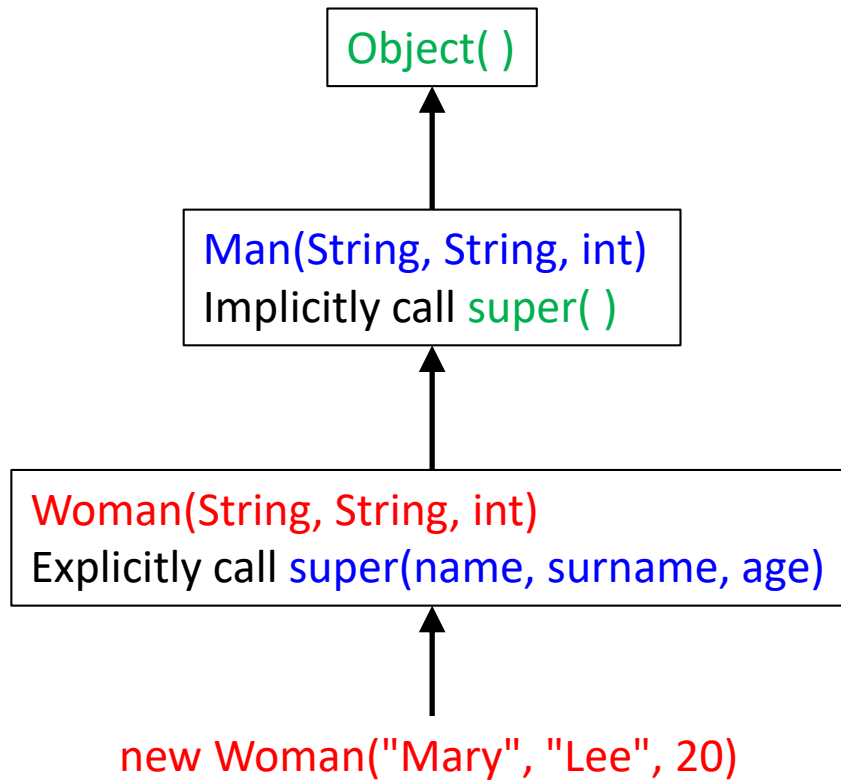 Object( )
Man(String, String, int)
Implicitly call super( )
Woman(String, String, int)
Explicitly call super(name, surname, age)
new Woman("Mary", "Lee", 20)